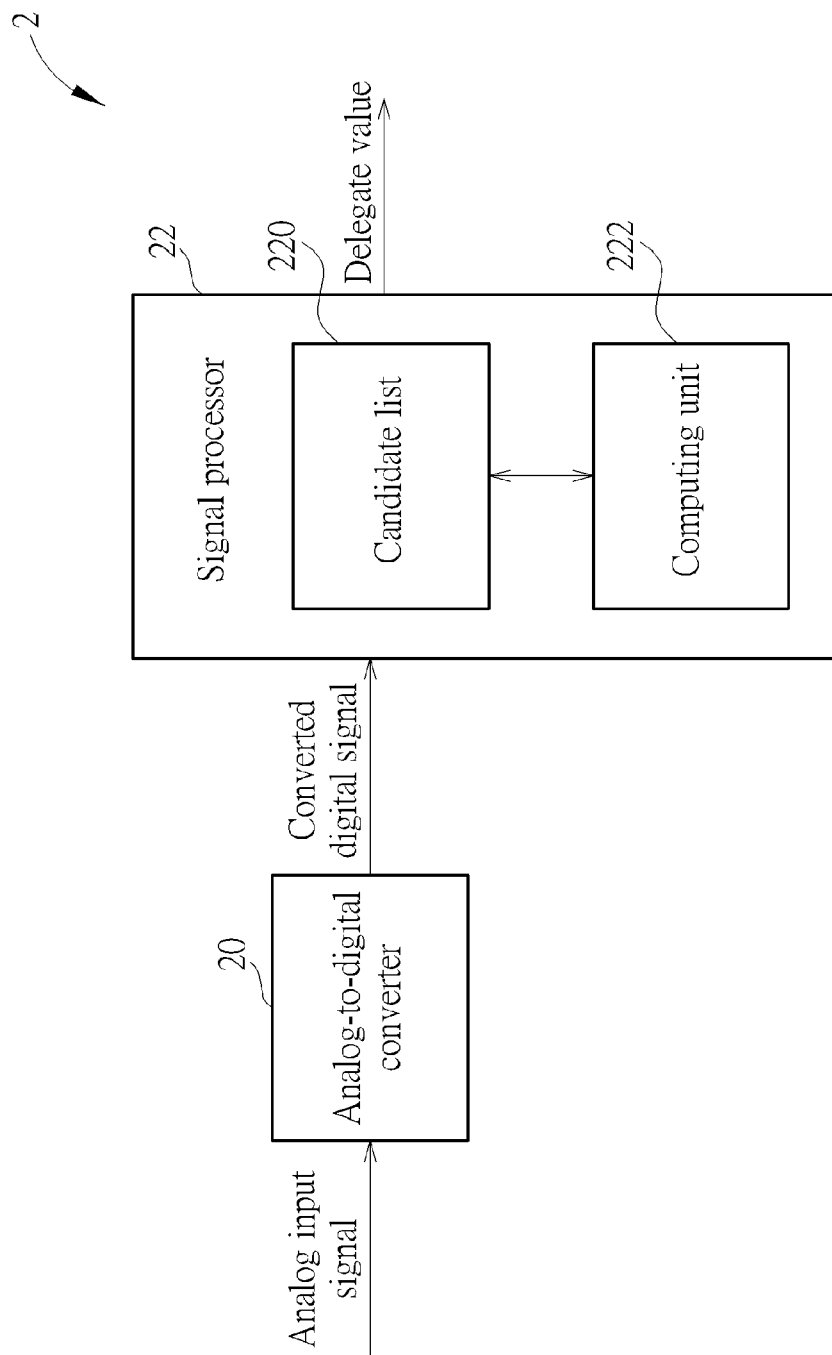 2
Analog input
signal
20
Analog-to-digital
converter
Converted
digital signal
22
Signal processor
220
Candidate list
222
Computing unit
Delegate value